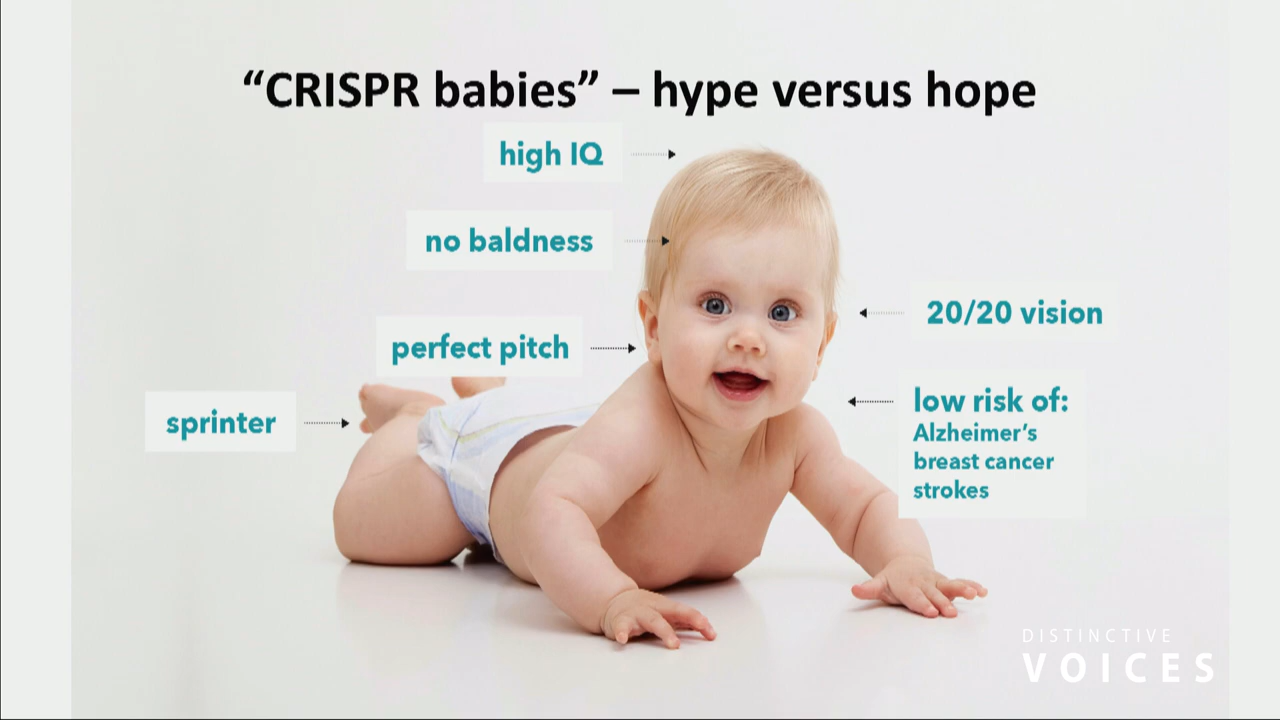 “CRISPR babies” – hype versus hope
high IQ
no baldness
20/20 vision
perfect pitch
low risk of:
Alzheimer’s
breast cancer
strokes
sprinter
DISTINCTIVE
VOICES